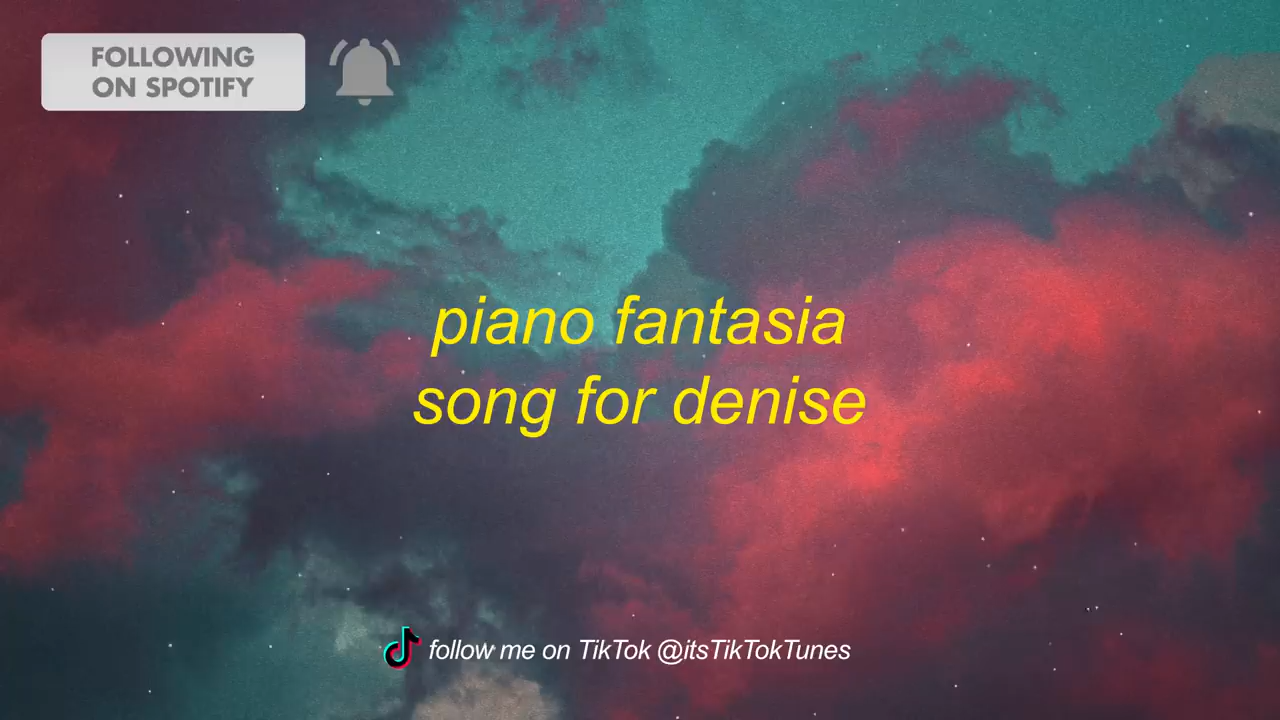 FOLLOWING
ON SPOTIFY
piano fantasia
song for denise
follow me on TikTok @itsTikTokTunes